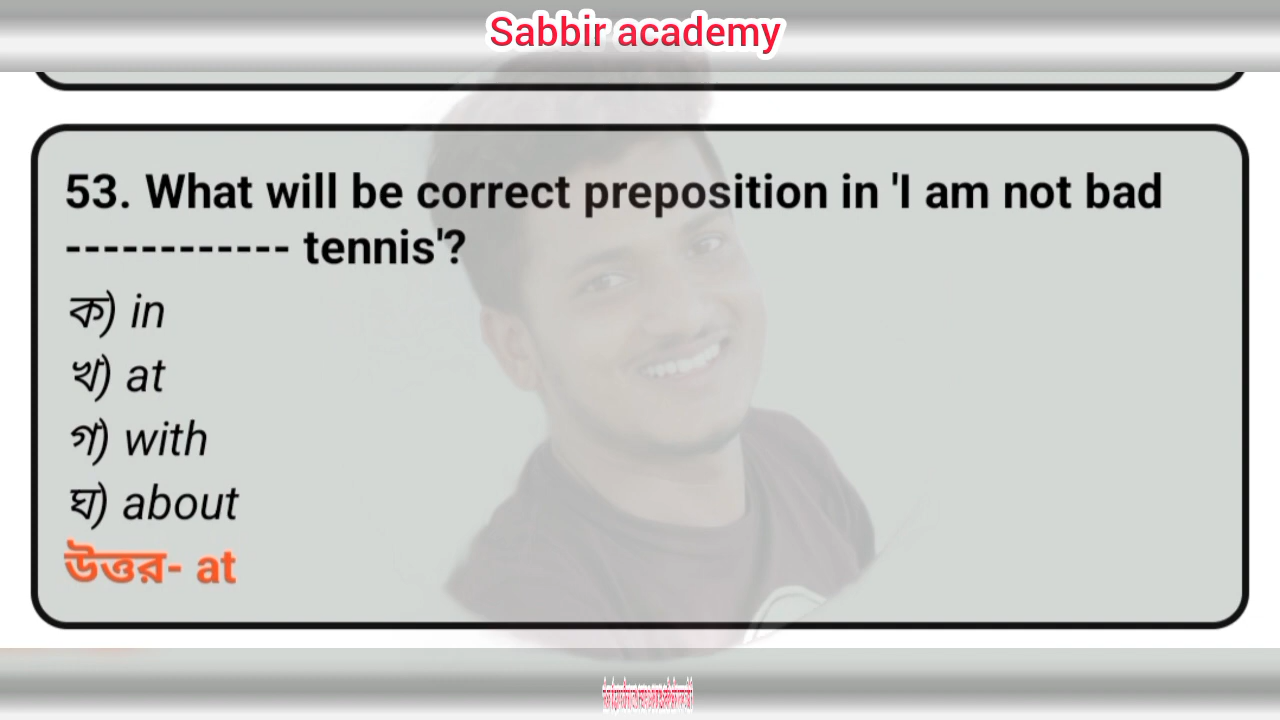 Sabbir academy
53. What will be correct preposition in 'I am not bad
------------ tennis'?
ক) in
খ) at
গ) with
ঘ) about
উত্তর- at